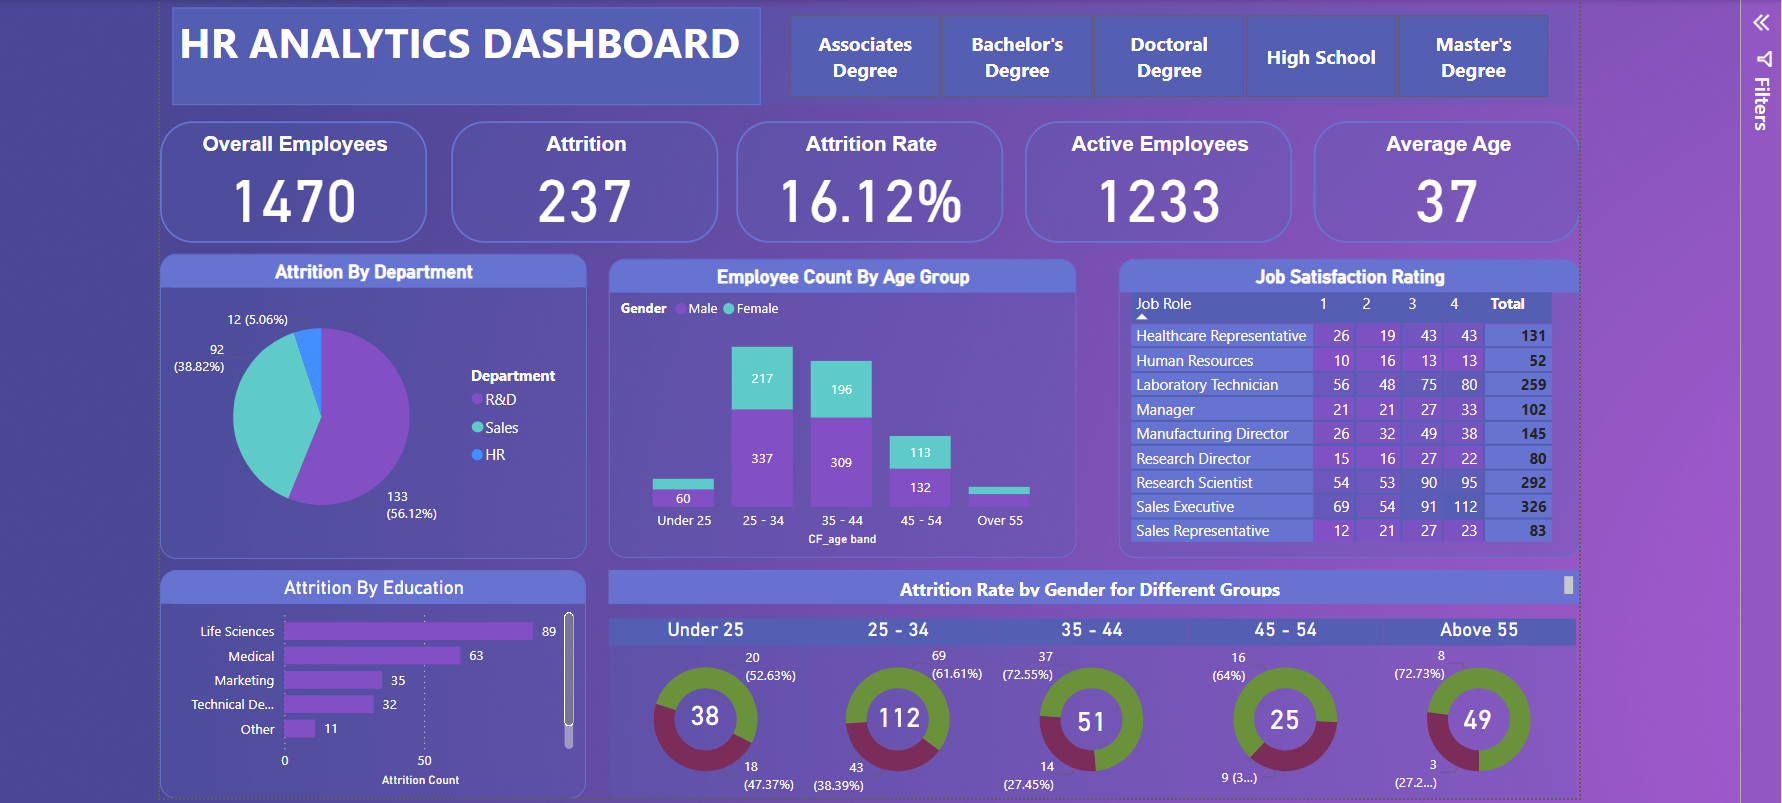 HR ANALYTICS DASHBOARD
Associates
Degree
Bachelor's
Degree
Doctoral
Degree
High School
Master's
Degree
Filters
Overall Employees
1470
Attrition
237
Attrition Rate
16.12%
Active Employees
1233
Average Age
37
Attrition By Department
12 (5.06%)
92
(38.82%)
133
(56.12%)
Department
R&D
Sales
HR
Employee Count By Age Group
Gender Male Female
217
196
337
309
113
132
60
Under 25 25 - 34 35 - 44 45 - 54 Over 55
CF_age band
Job Satisfaction Rating
Job Role 1 2 3 4 Total
Healthcare Representative 26 19 43 43 131
Human Resources 10 16 13 13 52
Laboratory Technician 56 48 75 80 259
Manager 21 21 27 33 102
Manufacturing Director 26 32 49 38 145
Research Director 15 16 27 22 80
Research Scientist 54 53 90 95 292
Sales Executive 69 54 91 112 326
Sales Representative 12 21 27 23 83
Attrition By Education
Life Sciences 89
Medical 63
Marketing 35
Technical De... 32
Other 11
0 50
Attrition Count
Attrition Rate by Gender for Different Groups
Under 25 25 - 34 35 - 44 45 - 54 Above 55
20
(52.63%)
38
18
(47.37%)
69
(61.61%)
112
43
(38.39%)
37
(72.55%)
51
14
(27.45%)
16
(64%)
25
9 (3...)
8
(72.73%)
49
3
(27.2...)